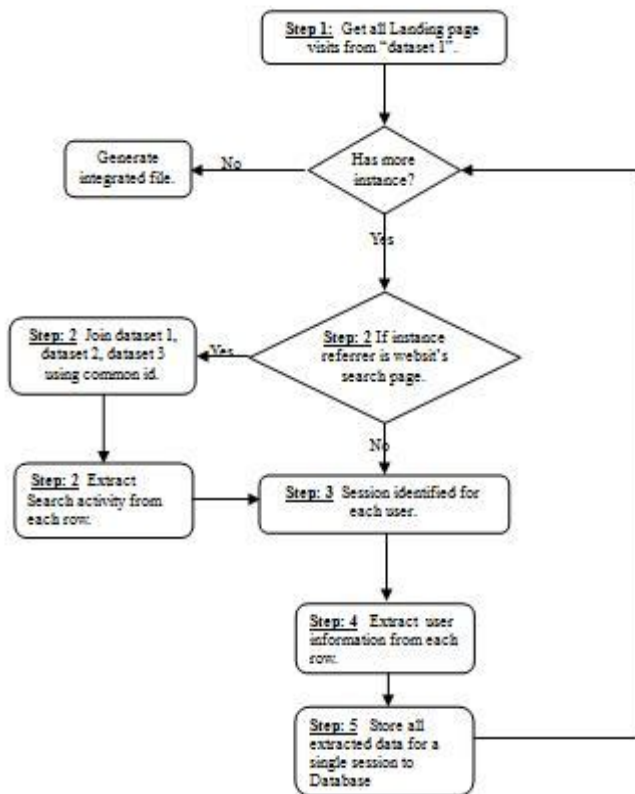 Step 1: Get all Landing page
visits from “dataset 1”.
Generate
integrated file.
No
Has more
instance?
Yes
Step: 2 Join dataset 1,
dataset 2, dataset 3
using common id.
Yes
Step: 2 If instance
referrer is websit's
search page.
No
Step: 2 Extract
Search activity from
each row.
Step: 3 Session identified for
each user.
Step: 4 Extract user
information from each
row.
Step: 5 Store all
extracted data for a
single session to
Database